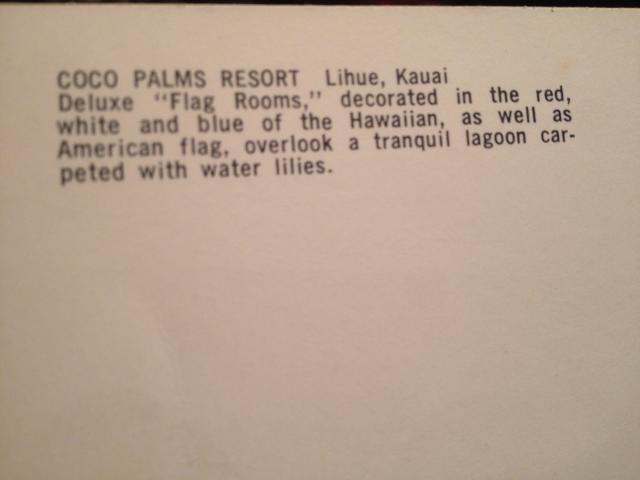 COCO PALMS RESORT Lihue, Kauai
Deluxe "Flag Rooms," decorated in the red,
white and blue of the Hawaiian, as well as
American flag, overlook a tranquil lagoon car-
peted with water lilies.